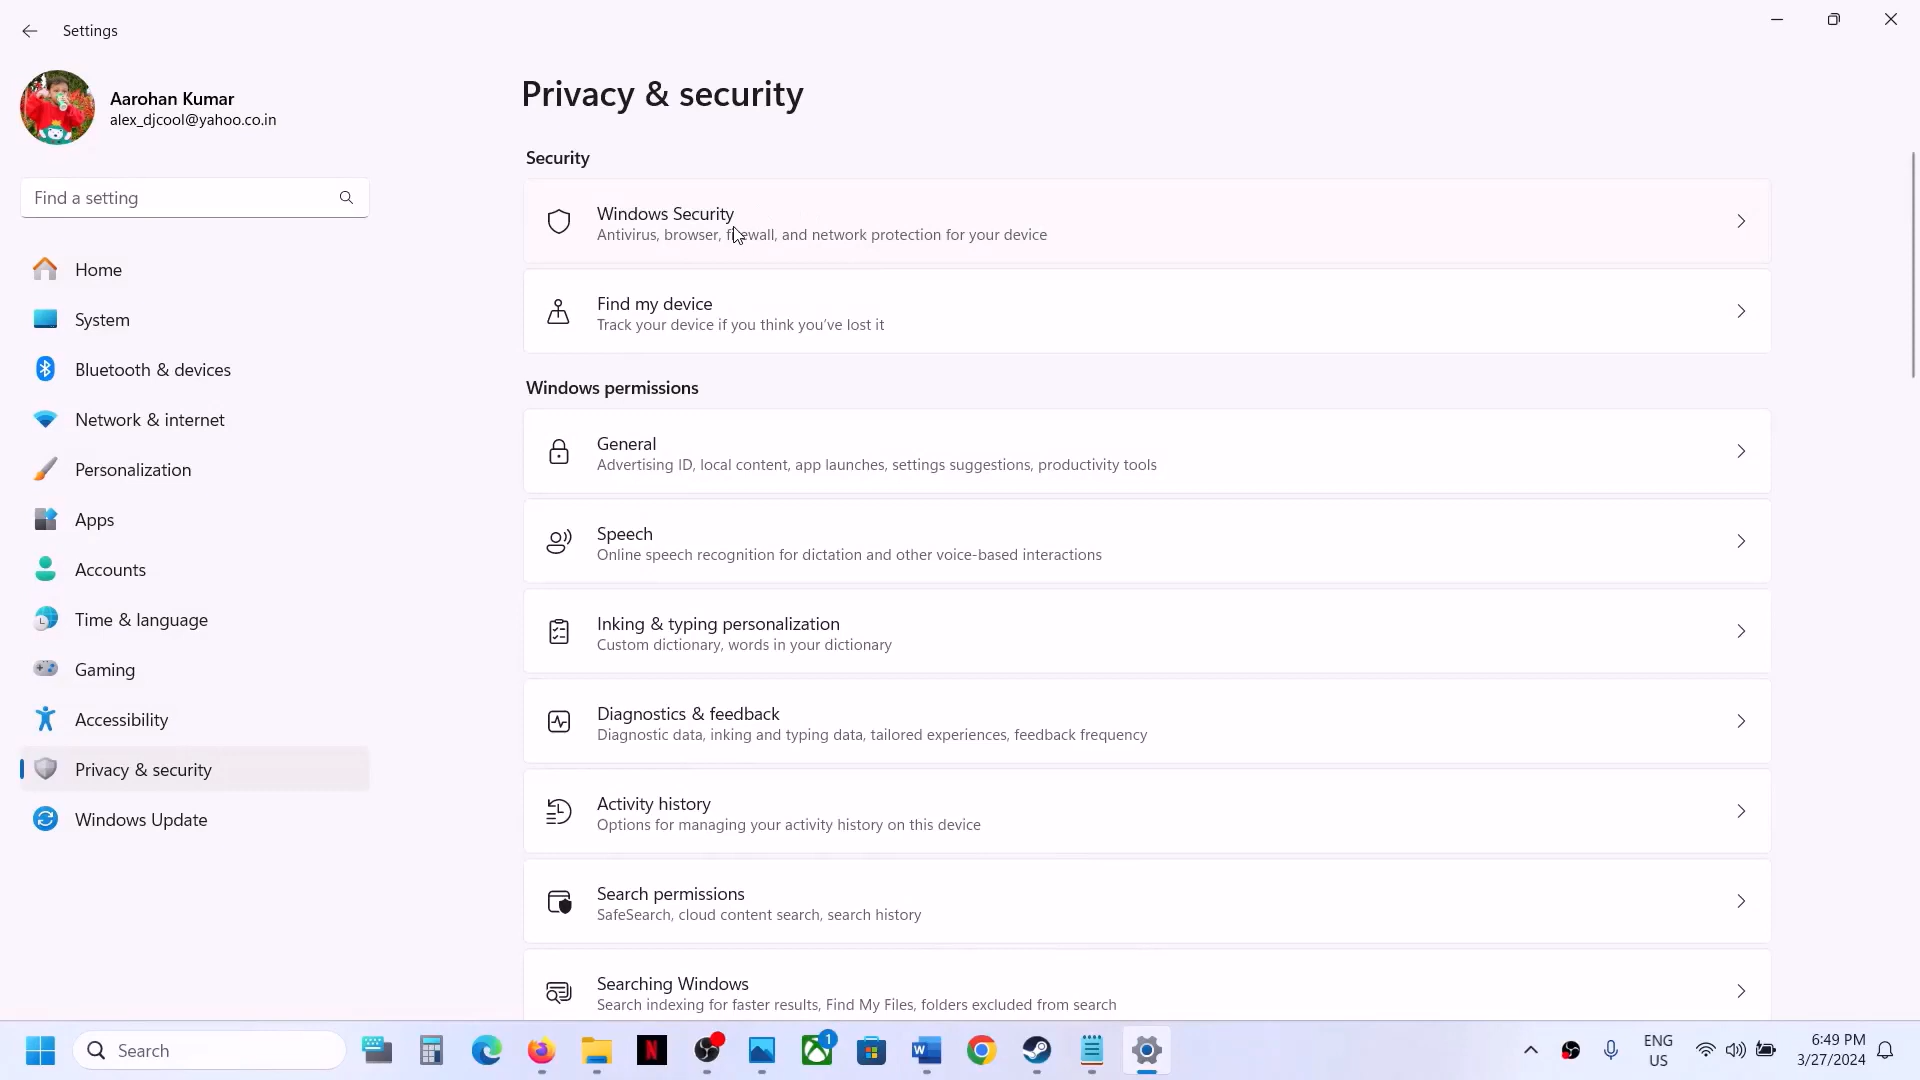 Settings
Aarohan Kumar
alex_djcool@yahoo.co.in
Find a setting
Home
System
Bluetooth & devices
Network & internet
Personalization
Apps
Accounts
Time & language
Gaming
Accessibility
Privacy & security
Windows Update
Privacy & security
Security
Windows Security
Antivirus, browser, firewall, and network protection for your device
Find my device
Track your device if you think you've lost it
Windows permissions
General
Advertising ID, local content, app launches, settings suggestions, productivity tools
Speech
Online speech recognition for dictation and other voice-based interactions
Inking & typing personalization
Custom dictionary, words in your dictionary
Diagnostics & feedback
Diagnostic data, inking and typing data, tailored experiences, feedback frequency
Activity history
Options for managing your activity history on this device
Search permissions
SafeSearch, cloud content search, search history
Searching Windows
Search indexing for faster results, Find My Files, folders excluded from search
Search
N
1
W
ENG
US
6:49 PM
3/27/2024